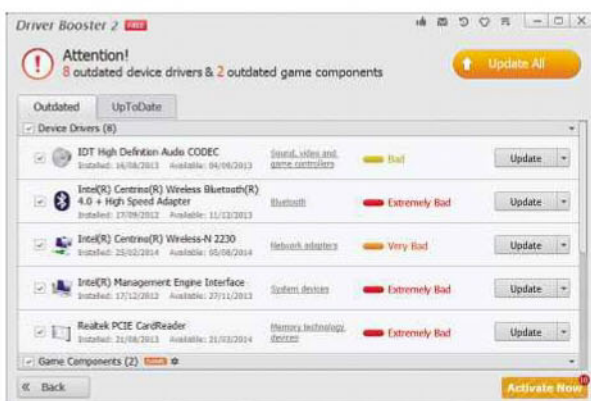 Driver Booster 2 FREE
Attention!
8 outdated device drivers & 2 outdated game components
Update All
Outdated UpToDate
Device Drivers (8)
IDT High Definition Audio CODEC
Installed: 16/08/2013 Available: 04/06/2013
Sound, video and
game controllers
Bad
Update
Intel(R) Centrino(R) Wireless Bluetooth(R)
4.0 + High Speed Adapter
Installed: 17/09/2012 Available: 11/12/2013
Bluetooth
Extremely Bad
Update
Intel(R) Centrino(R) Wireless-N 2230
Installed: 25/02/2014 Available: 05/06/2014
Network adapters
Very Bad
Update
Intel(R) Management Engine Interface
Installed: 17/12/2012 Available: 27/11/2013
System devices
Extremely Bad
Update
Realtek PCIE CardReader
Installed: 21/08/2013 Available: 21/03/2014
Memory technology
devices
Extremely Bad
Update
Game Components (2)
« Back
Activate Now
10